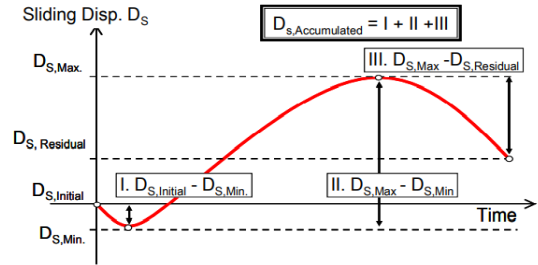 Sliding Disp. DS
Ds,Accumulated = I + II +III
DS,Max.
III. DS,Max -DS,Residual
DS, Residual
DS,Initial
I. DS,Initial - DS,Min.
II. DS,Max - DS,Min
Time
DS,Min.